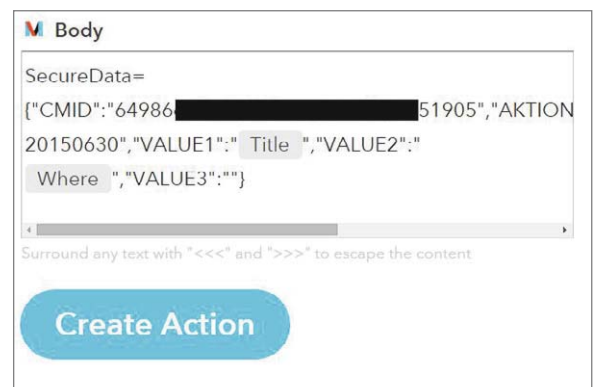 Body
SecureData=
{"CMID":"64986 51905","AKTION
20150630","VALUE1":" Title ","VALUE2":"
Where ","VALUE3":""}
Surround any text with "<<<" and ">>>" to escape the content
Create Action